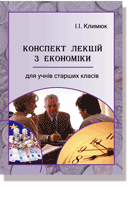 І.І. Климюк
КОНСПЕКТ ЛЕКЦІЙ
З ЕКОНОМІКИ
для учнів старших класів